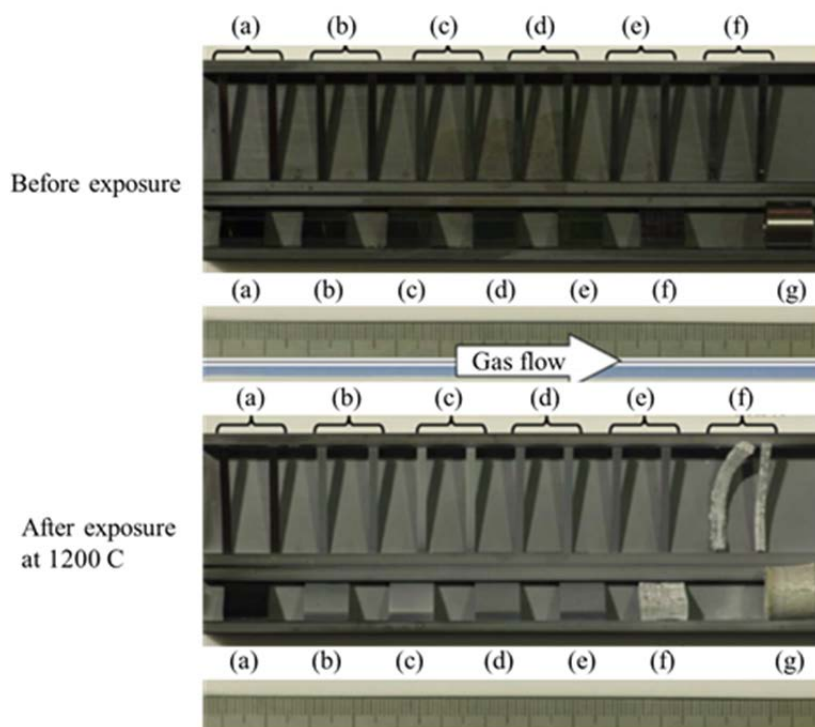 (a) (b) (c) (d) (e) (f)
Before exposure
(a) (b) (c) (d) (e) (f) (g)
Gas flow
(a) (b) (c) (d) (e) (f)
After exposure
at 1200 C
(a) (b) (c) (d) (e) (f) (g)